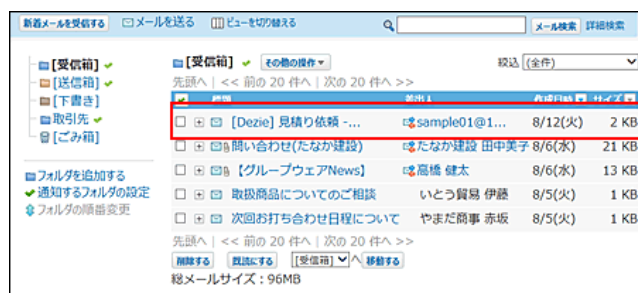 新着メールを受信する メールを送る ビューを切り替える メール検索 詳細検索
[受信箱]
[送信箱]
[下書き]
取引先
[ごみ箱]
フォルダを追加する
通知するフォルダの設定
フォルダの順番変更
[受信箱] その他の操作▼ 絞込 (全件)
先頭へ | << 前の 20 件へ | 次の 20 件へ >>
標題 差出人 作成日時 サイズ
[Dezie] 見積り依頼 -... sample01@1... 8/12(火) 2 KB
問い合わせ(たなか建設) たなか建設 田中美子 8/6(水) 21 KB
【グループウェアNews】 高橋 健太 8/6(水) 13 KB
取扱商品についてのご相談 いとう貿易 伊藤 8/5(火) 1 KB
次回お打ち合わせ日程について やまだ商事 赤坂 8/5(火) 1 KB
先頭へ | << 前の 20 件へ | 次の 20 件へ >>
削除する 既読にする [受信箱] へ 移動する
総メールサイズ：96MB